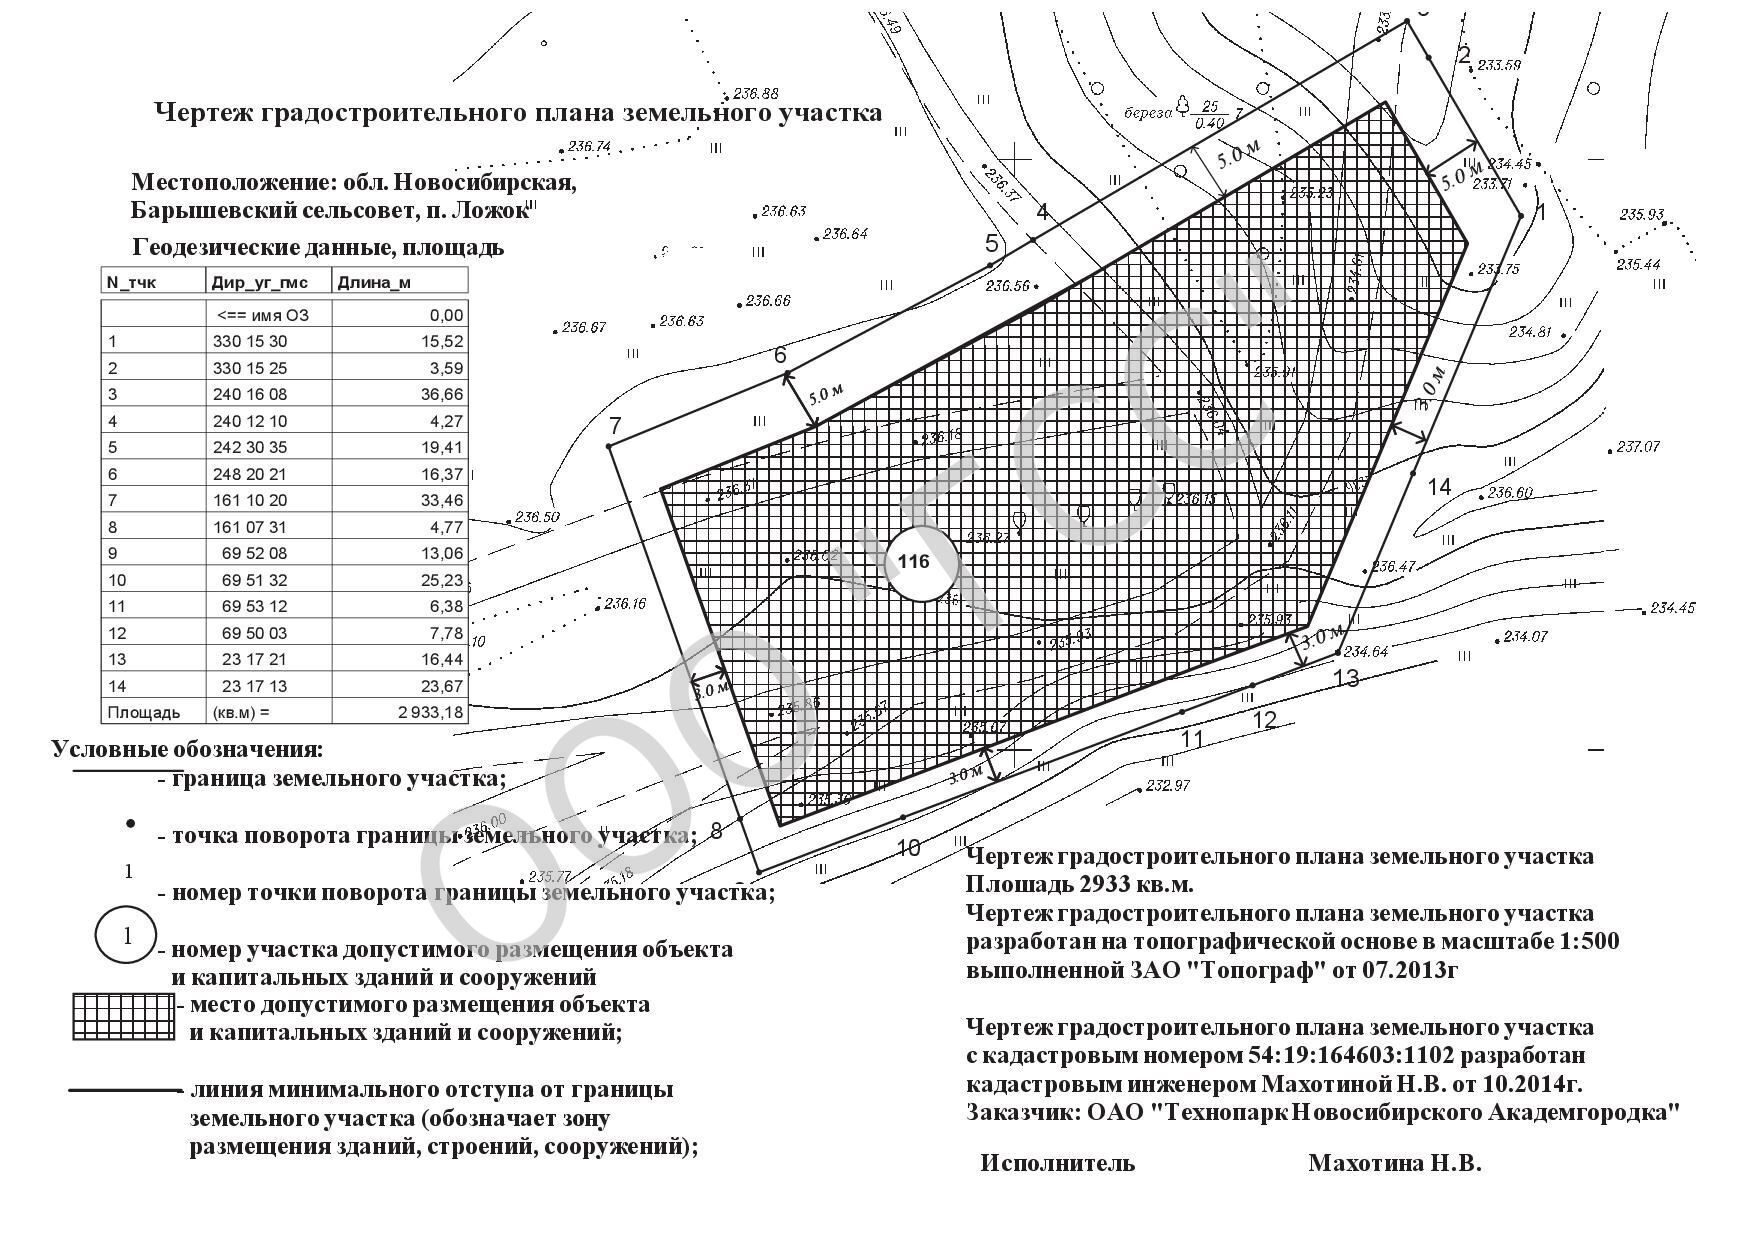 Чертеж градостроительного плана земельного участка
Местоположение: обл. Новосибирская,
Барышевский сельсовет, п. Ложок
Геодезические данные, площадь
N_тчк Дир_уг_гмс Длина_м
<== имя ОЗ 0,00
1 330 15 30 15,52
2 330 15 25 3,59
3 240 16 08 36,66
4 240 12 10 4,27
5 242 30 35 19,41
6 248 20 21 16,37
7 161 10 20 33,46
8 161 07 31 4,77
9 69 52 08 13,06
10 69 51 32 25,23
11 69 53 12 6,38
12 69 50 03 7,78
13 23 17 21 16,44
14 23 17 13 23,67
Площадь (кв.м) = 2 933,18
Условные обозначения:
- граница земельного участка;
- точка поворота границы земельного участка;
1
- номер точки поворота границы земельного участка;
1
- номер участка допустимого размещения объекта
и капитальных зданий и сооружений
- место допустимого размещения объекта
и капитальных зданий и сооружений;
- линия минимального отступа от границы
земельного участка (обозначает зону
размещения зданий, строений, сооружений);
236.88
236.74
236.63
236.64
236.66
236.63
236.67
236.50
236.16
236.00
235.77
2
233.59
береза 25 7
0.40
5.0 м
5.0 м
234.45
233.71
1
235.93
235.44
236.37
4
5
236.56
235.23
234.61
233.75
234.81
6
5.0 м
7
235.91
236.04
3.0 м
236.18
237.07
236.31
14
236.60
236.15
236.27
236.11
236.62
116
236.47
234.45
235.93
235.93
234.07
3.0 м
234.64
3.0 м
13
235.86
235.87
235.67
12
11
3.0 м
232.97
235.36
8
10
ООО "ГСС"
Чертеж градостроительного плана земельного участка
Плошадь 2933 кв.м.
Чертеж градостроительного плана земельного участка
разработан на топографической основе в масштабе 1:500
выполненной ЗАО "Топограф" от 07.2013г
Чертеж градостроительного плана земельного участка
с кадастровым номером 54:19:164603:1102 разработан
кадастровым инженером Махотиной Н.В. от 10.2014г.
Заказчик: ОАО "Технопарк Новосибирского Академгородка"
Исполнитель Махотина Н.В.